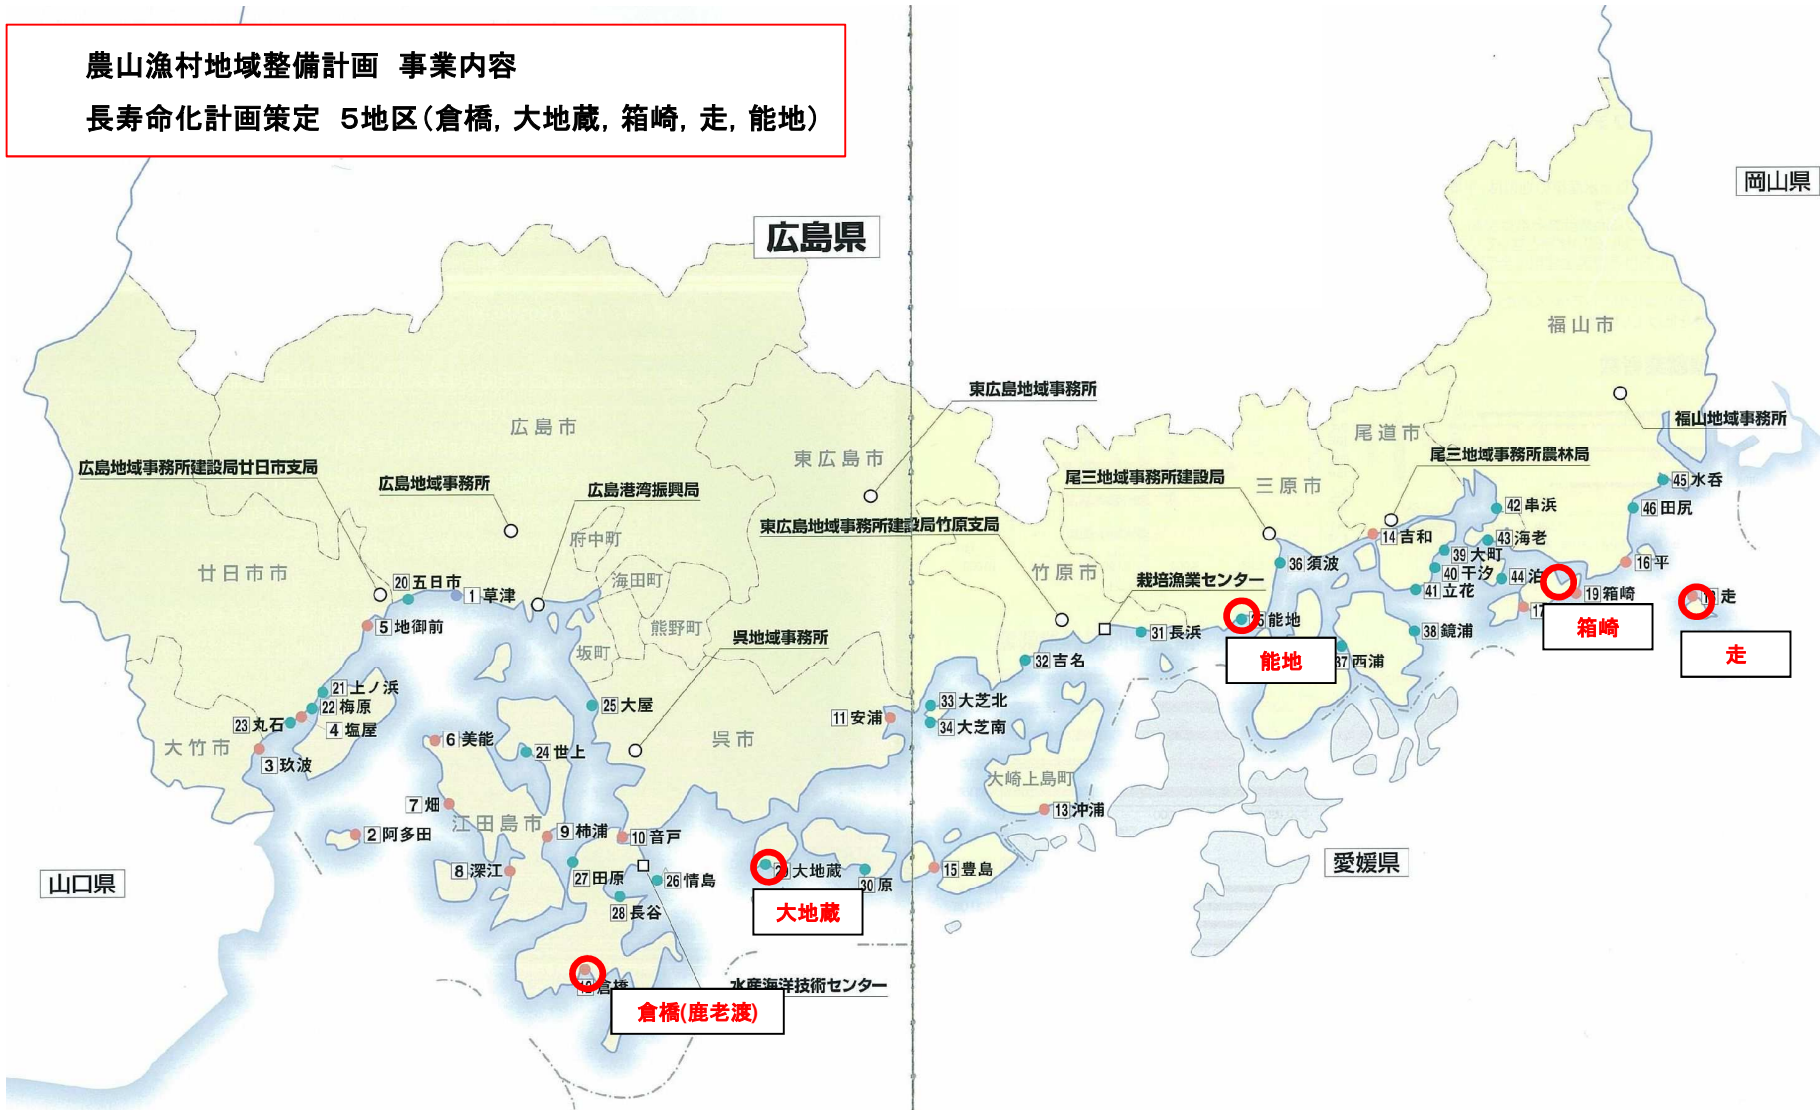 農山漁村地域整備計画 事業内容
長寿命化計画策定 5地区(倉橋, 大地蔵, 箱崎, 走, 能地)
岡山県
広島県
福山市
東広島地域事務所
福山地域事務所
広島市
尾道市
東広島市
尾三地域事務所農林局
広島地域事務所建設局廿日市支局
広島地域事務所
広島港湾振興局
尾三地域事務所建設局
三原市
45 水呑
42 串浜
46 田尻
東広島地域事務所建設局竹原支局
府中町
14 吉和
43 海老
39 大町
廿日市市
20 五日市
海田町
竹原市
栽培漁業センター
36 須波
16 平
40 干汐
44 泊
1 草津
41 立花
19 箱崎
走
17
5 地御前
熊野町
能地
31 長浜
38 鏡浦
箱崎
呉地域事務所
坂町
32 吉名
能地
37 西浦
走
21 上ノ浜
22 梅原
25 大屋
33 大芝北
23 丸石
4 塩屋
11 安浦
34 大芝南
大竹市
6 美能
呉市
24 世上
3 玖波
大崎上島町
7 畑
江田島市
13 沖浦
2 阿多田
9 柿浦
10 音戸
愛媛県
8 深江
大地蔵
15 豊島
山口県
27 田原
26 情島
30 原
28 長谷
大地蔵
倉橋
水産海洋技術センター
倉橋(鹿老渡)